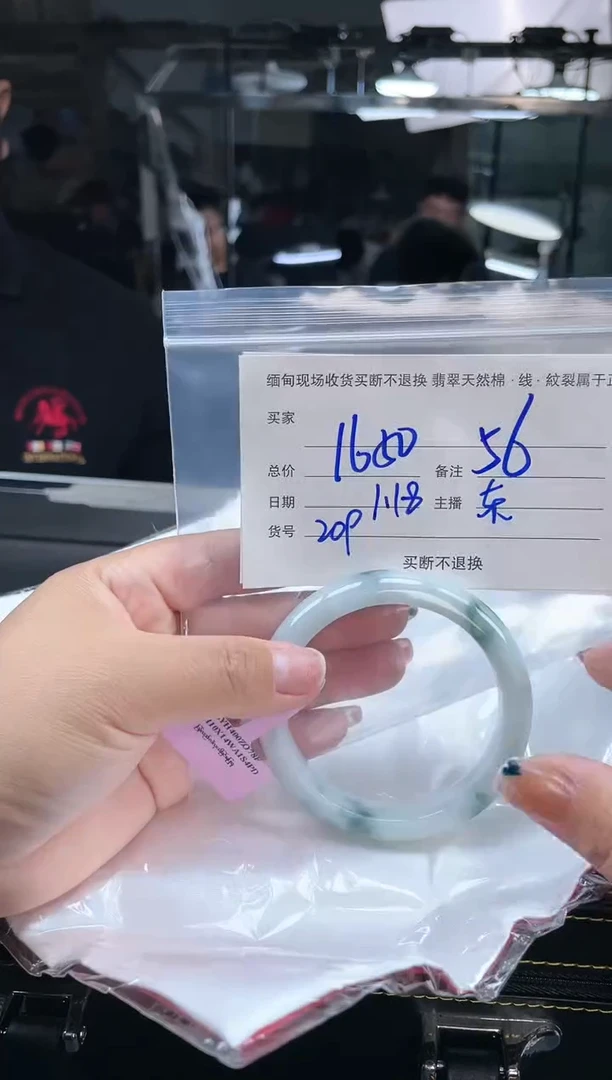 缅甸现场收货买断不退换 翡翠天然棉·线·紋裂属于正
买家
总价 1650 备注 56
日期 1.18 主播 东
货号 20P
买断不退换